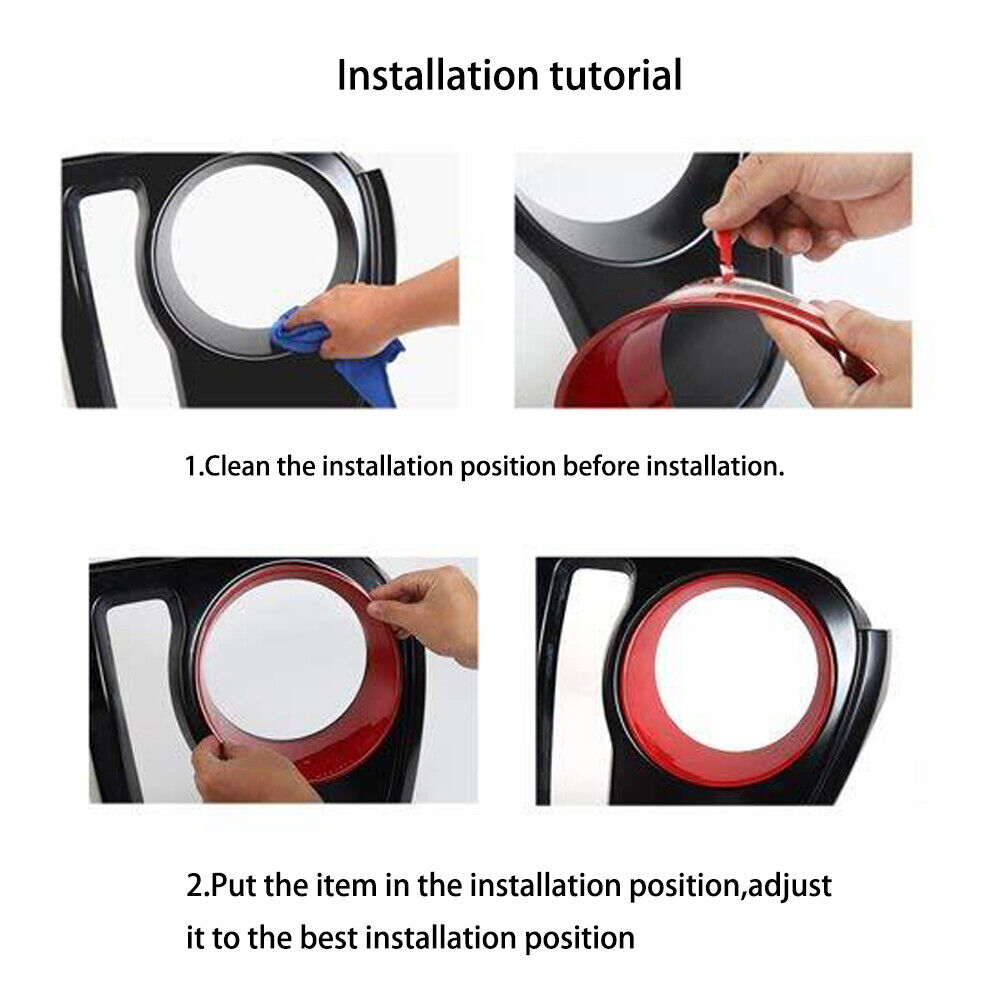 Installation tutorial
1.Clean the installation position before installation.
2.Put the item in the installation position,adjust
it to the best installation position